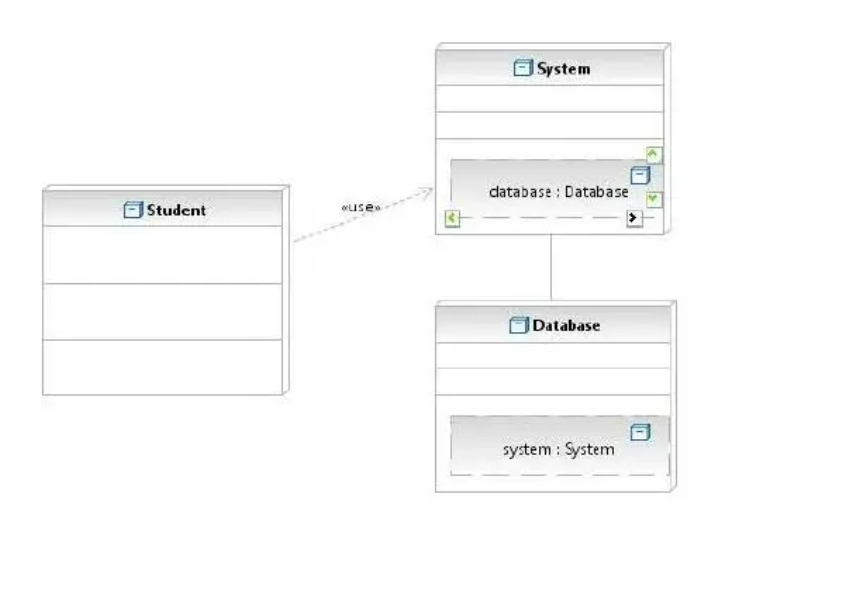 System
database : Database
Student
«use»
Database
system : System